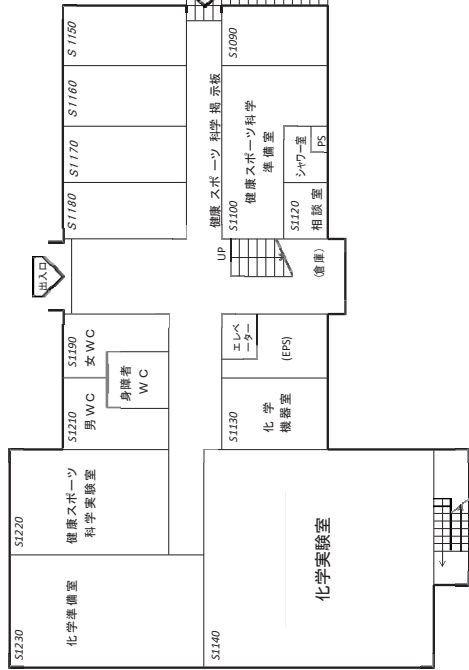 S1150
S1160
S1170
S1180
健康スポーツ科学掲示板
S1090
S1100
健康スポーツ科学
準備室
シャワー室
PS
S1120
相談室
出入口
UP
(倉庫)
S1190
女WC
身障者
WC
S1210
男WC
エレベ
ーター
(EPS)
S1130
化学
機器室
S1220
健康スポーツ
科学実験室
S1230
化学準備室
S1140
化学実験室